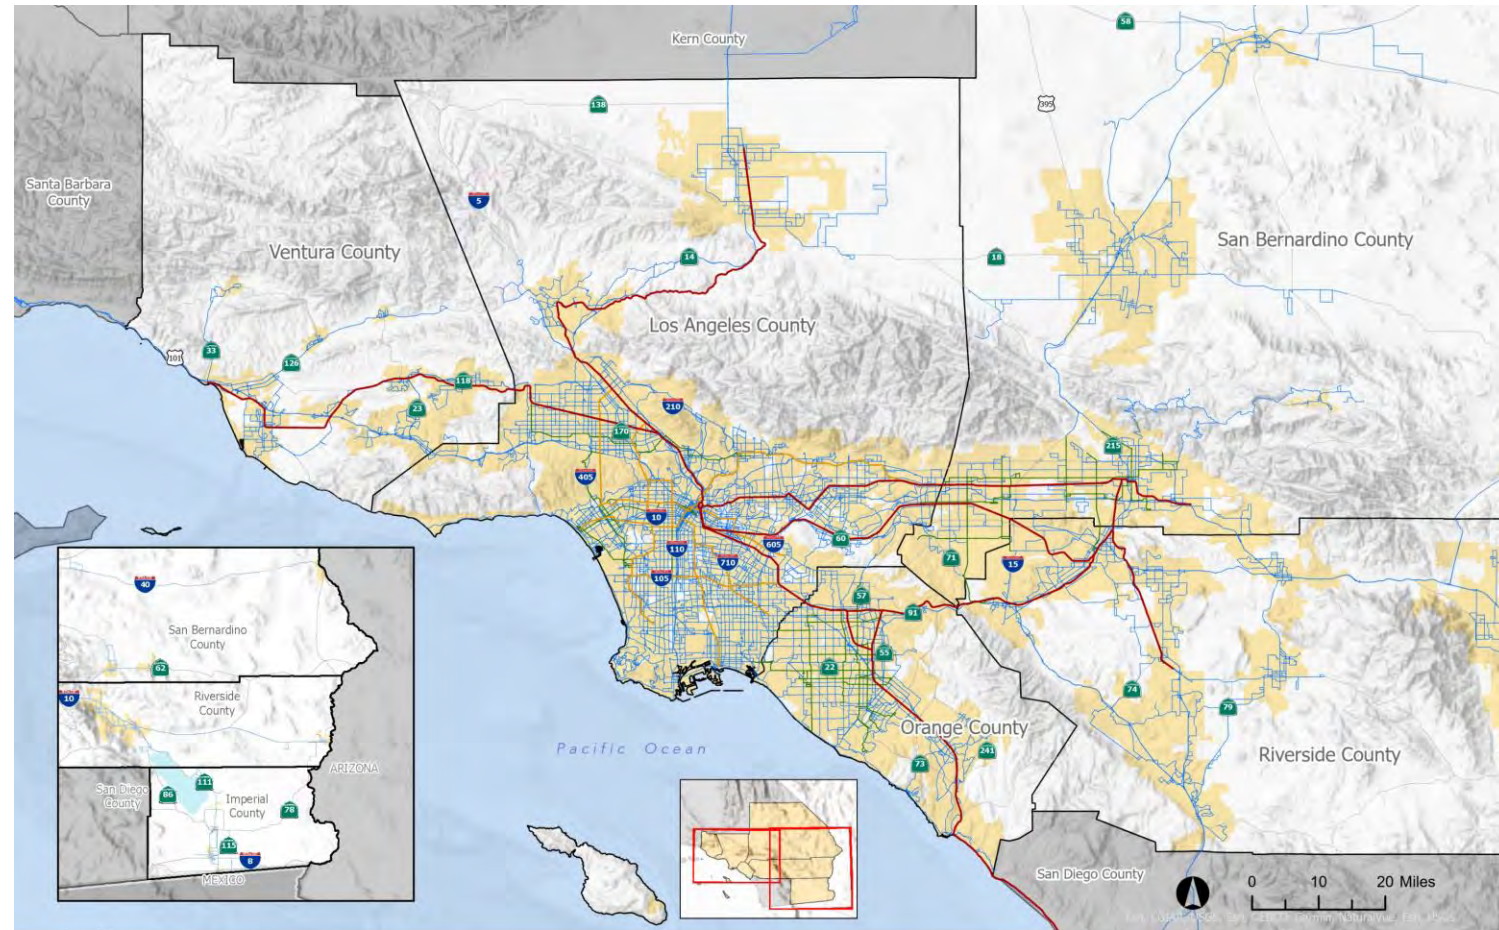 58
Kern County
395
138
Santa Barbara
County
5
Ventura County
14
18
San Bernardino County
Los Angeles County
101
33
126
118
23
210
170
215
405
10
60
605
110
710
71
15
105
57
91
22
55
74
79
Orange County
241
73
Riverside County
Pacific Ocean
40
San Bernardino
County
62
Riverside
County
10
ARIZONA
San Diego
County
86
111
Imperial
County
78
115
8
MEXICO
San Diego County
0 10 20 Miles